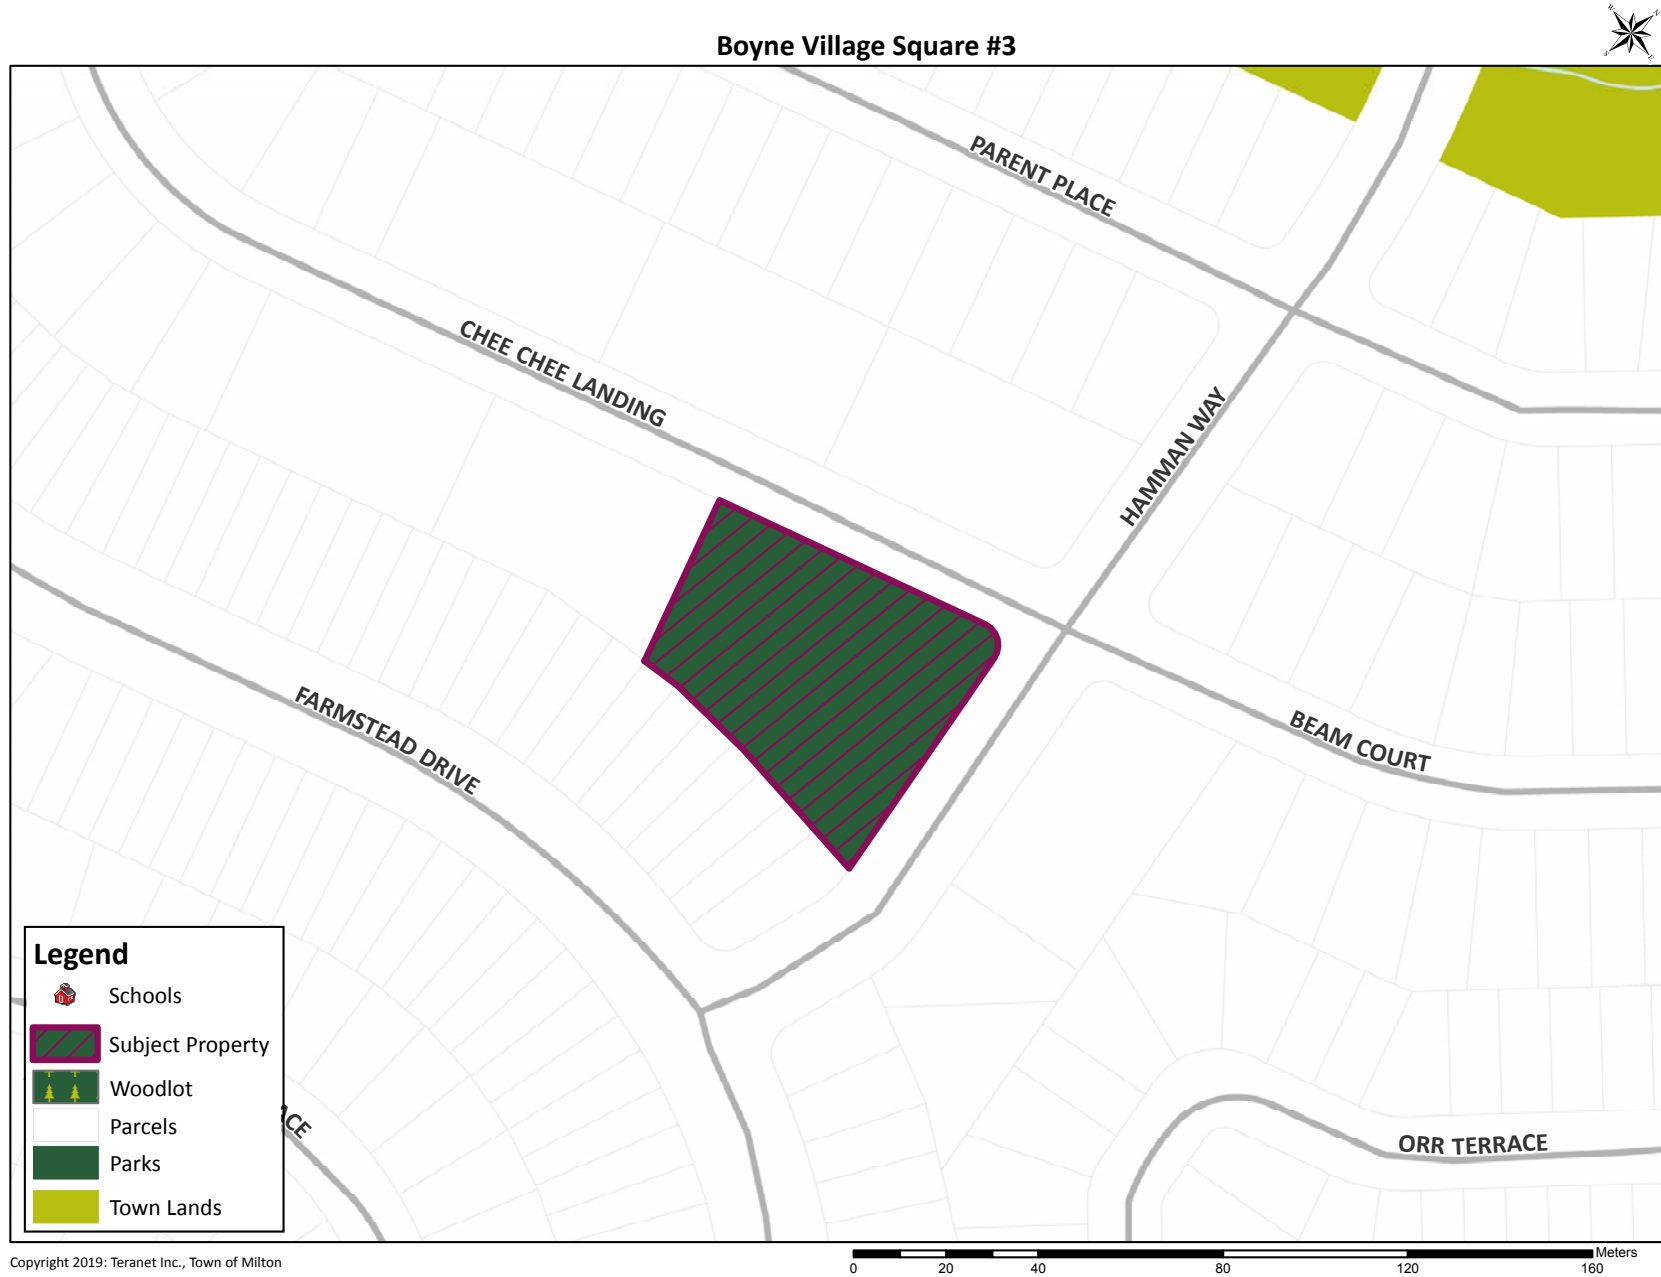 Boyne Village Square #3
W
N
S
E
PARENT PLACE
CHEE CHEE LANDING
HAMMAN WAY
FARMSTEAD DRIVE
BEAM COURT
ORR TERRACE
Legend
Schools
Subject Property
Woodlot
Parcels
Parks
Town Lands
ACE
Meters
0 20 40 80 120 160
Copyright 2019: Teranet Inc., Town of Milton